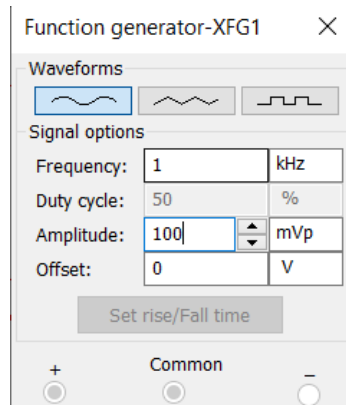 Function generator-XFG1
Waveforms
Signal options
Frequency: 1 kHz
Duty cycle: 50 %
Amplitude: 100 mVp
Offset: 0 V
Set rise/Fall time
+ Common −